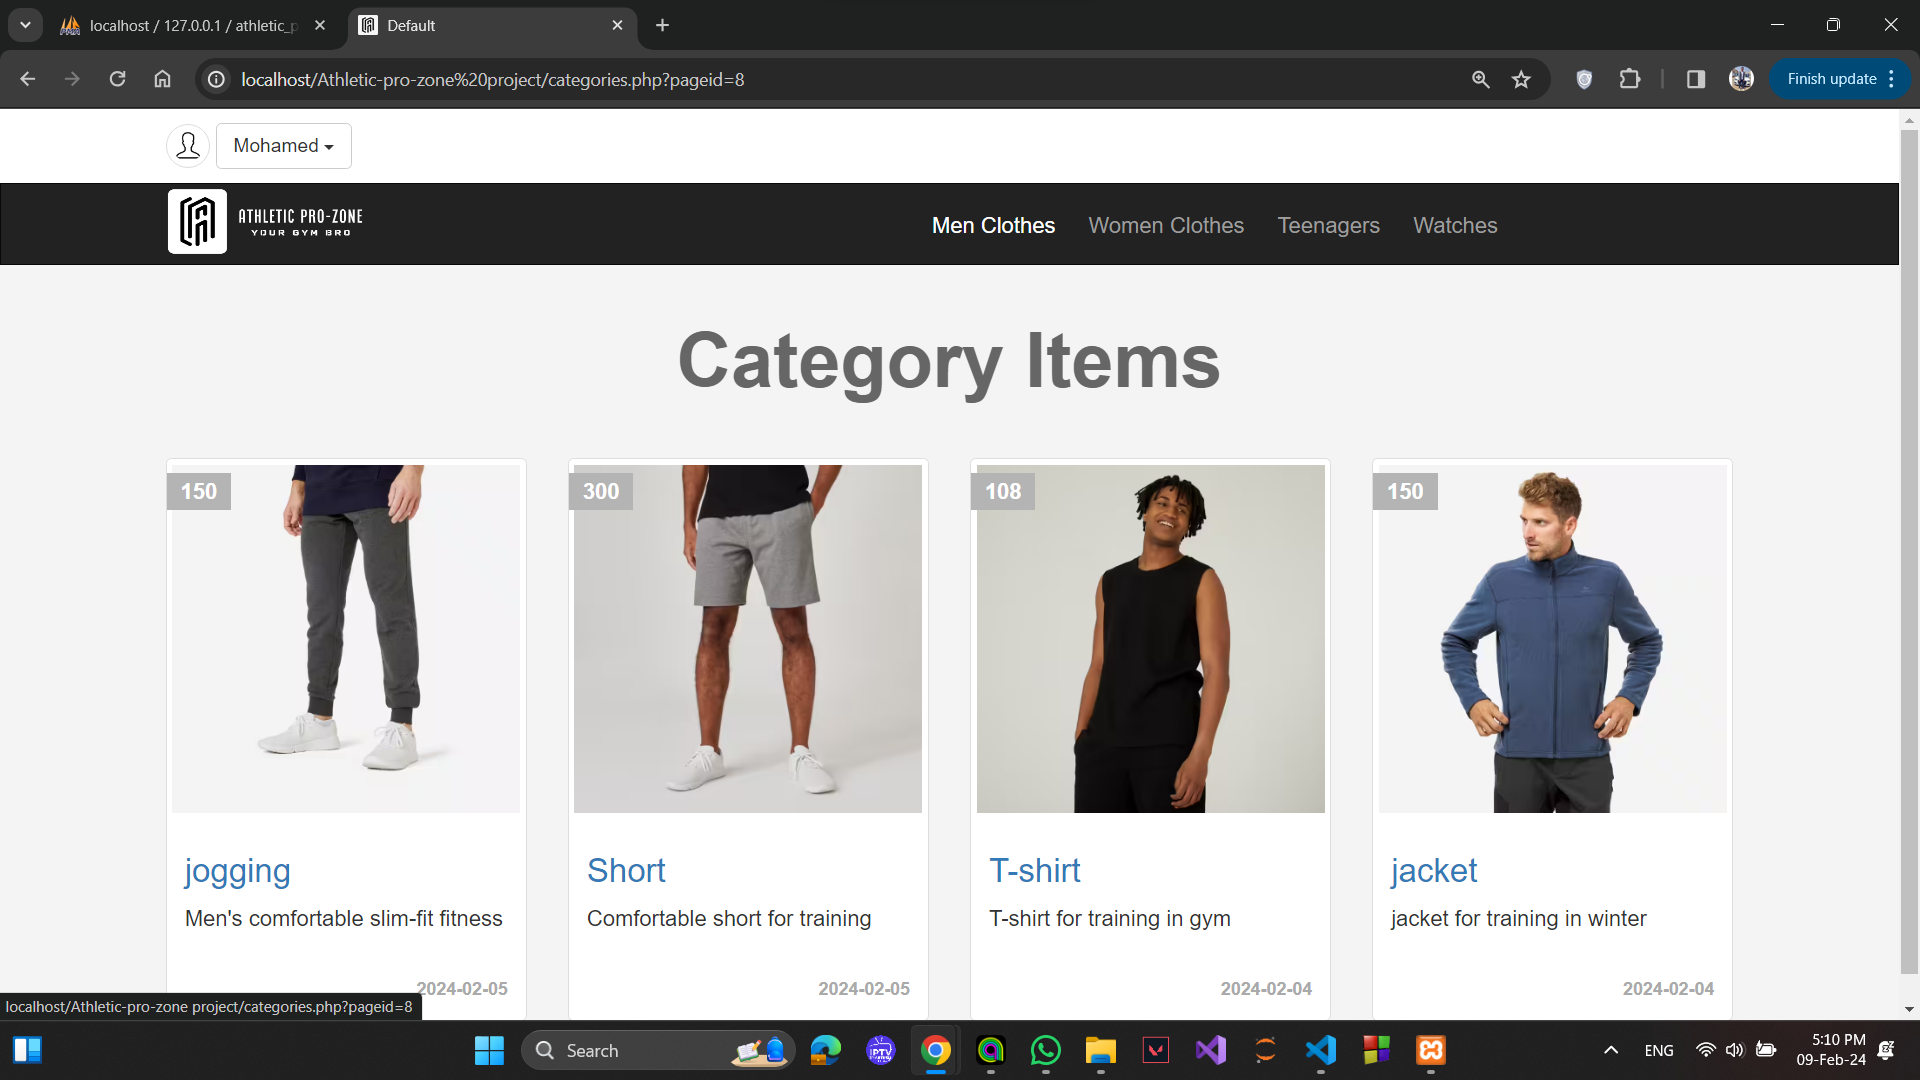 localhost / 127.0.0.1 / athletic_p
Default
localhost/Athletic-pro-zone%20project/categories.php?pageid=8
Finish update
Mohamed
ATHLETIC PRO-ZONE
YOUR GYM BRO
Men Clothes
Women Clothes
Teenagers
Watches
Category Items
150
300
108
150
jogging
Short
T-shirt
jacket
Men's comfortable slim-fit fitness
Comfortable short for training
T-shirt for training in gym
jacket for training in winter
2024-02-05
2024-02-05
2024-02-04
2024-02-04
localhost/Athletic-pro-zone project/categories.php?pageid=8
Search
IPTV
ENG
5:10 PM
09-Feb-24